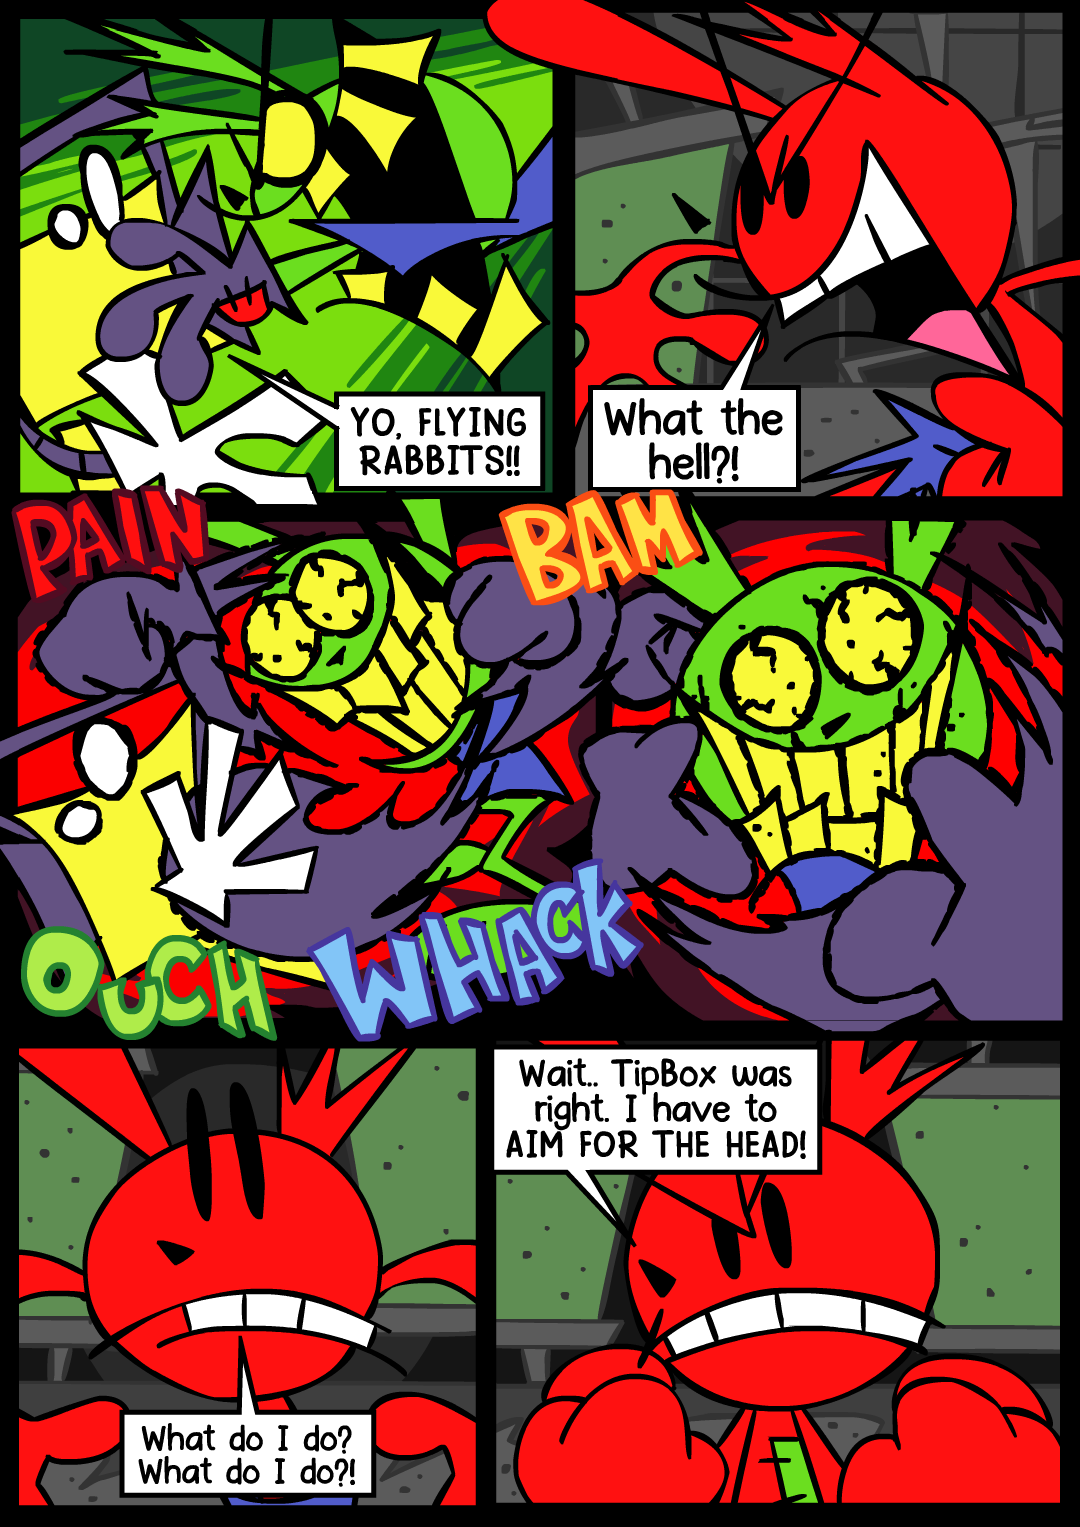 YO, FLYING
RABBITS!!
What the
hell?!
PAIN
BAM
OUCH
WHACK
What do I do?
What do I do?!
Wait.. TipBox was
right. I have to
AIM FOR THE HEAD!